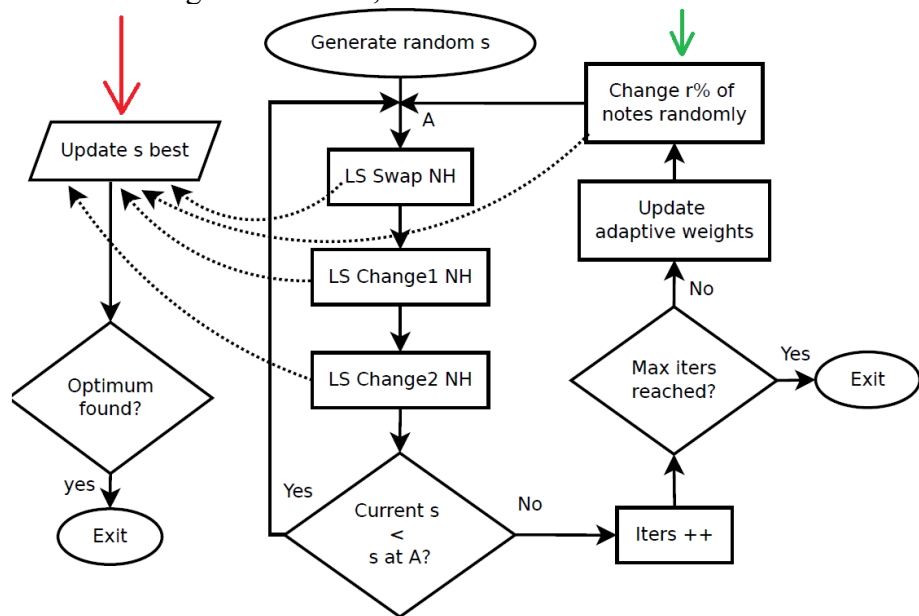 Generate random s
Change r% of
notes randomly
A
Update s best
LS Swap NH
Update
adaptive weights
LS Change1 NH
No
LS Change2 NH
Max iters
reached?
Yes
Exit
Optimum
found?
yes
Exit
Yes
Current s
<
s at A?
No
Iters ++